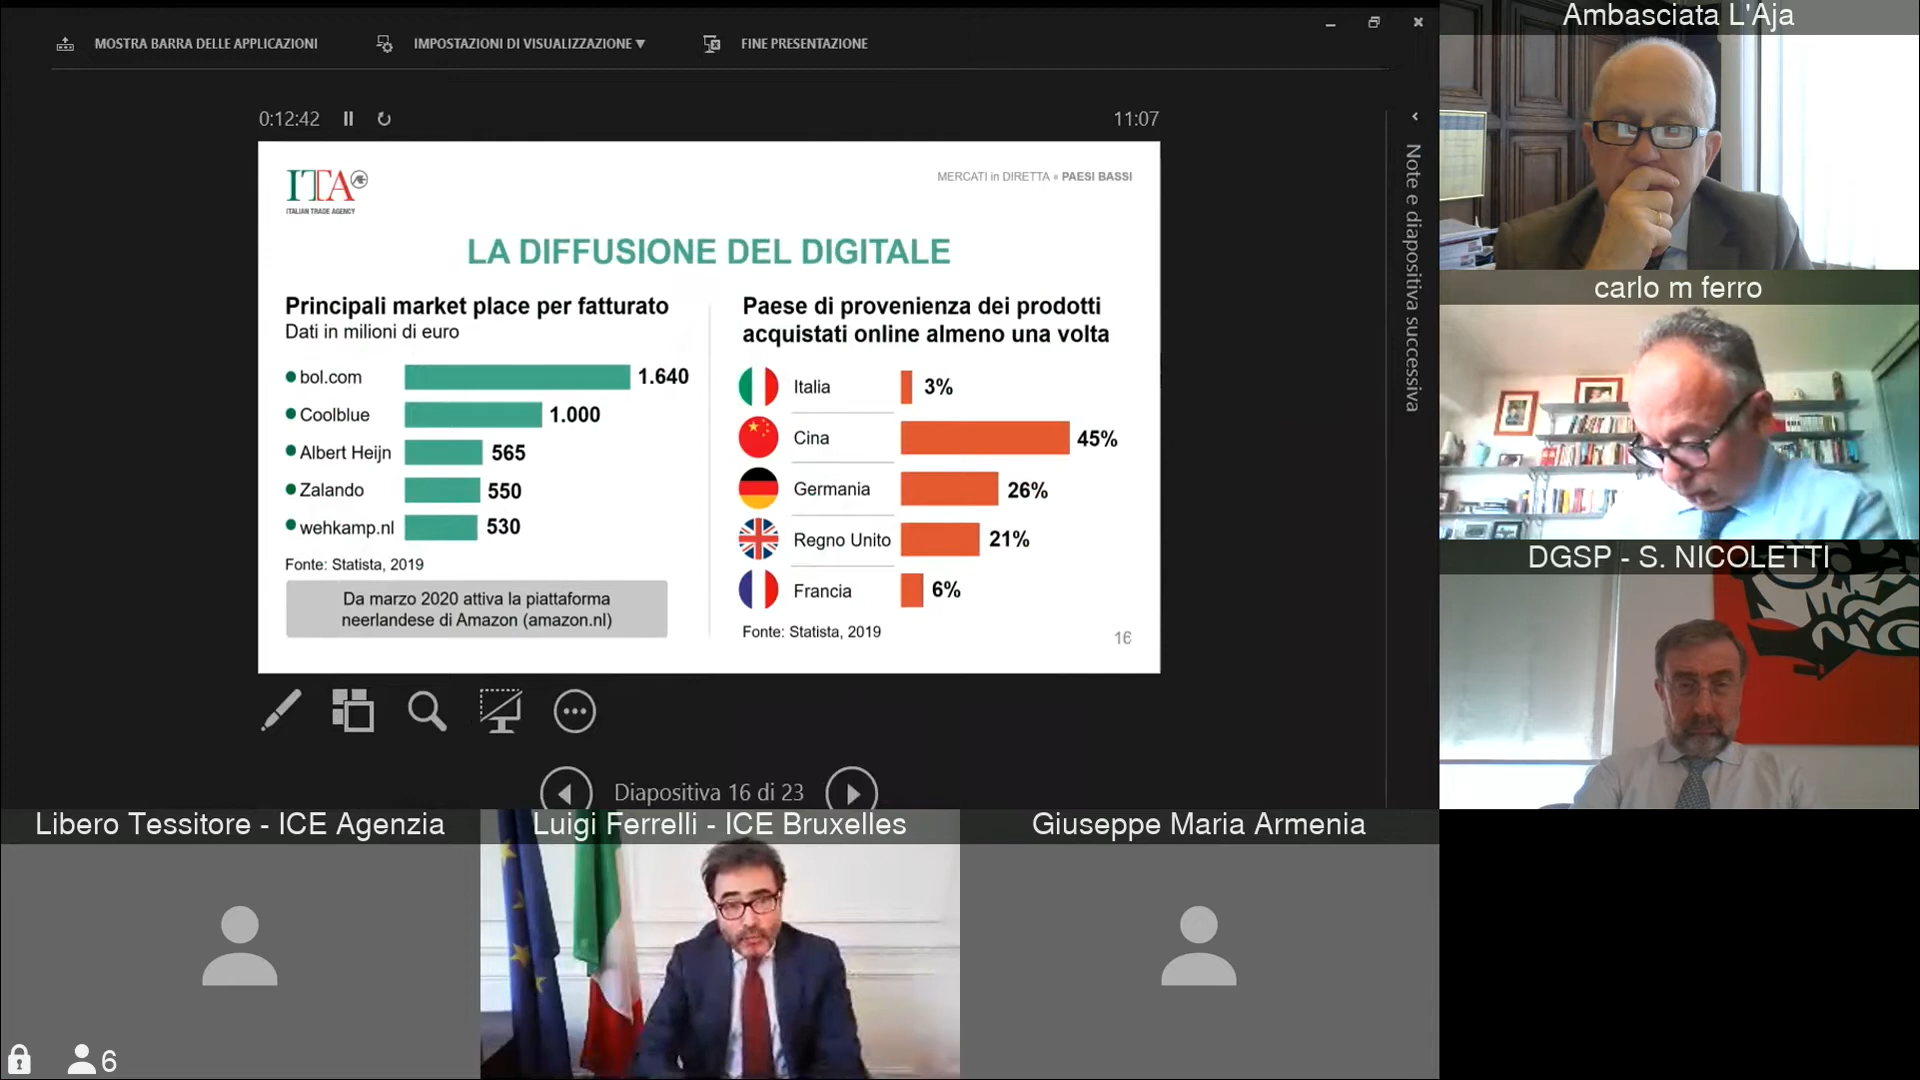 MOSTRA BARRA DELLE APPLICAZIONI
IMPOSTAZIONI DI VISUALIZZAZIONE ▼
FINE PRESENTAZIONE
0:12:42
11:07
Note e diapositiva successiva
ITA
ITALIAN TRADE AGENCY
MERCATI in DIRETTA • PAESI BASSI
LA DIFFUSIONE DEL DIGITALE
Principali market place per fatturato
Dati in milioni di euro
• bol.com 1.640
• Coolblue 1.000
• Albert Heijn 565
• Zalando 550
• wehkamp.nl 530
Fonte: Statista, 2019
Da marzo 2020 attiva la piattaforma
neerlandese di Amazon (amazon.nl)
Paese di provenienza dei prodotti
acquistati online almeno una volta
Italia 3%
Cina 45%
Germania 26%
Regno Unito 21%
Francia 6%
Fonte: Statista, 2019
16
Diapositiva 16 di 23
Ambasciata L'Aja
carlo m ferro
DGSP - S. NICOLETTI
Libero Tessitore - ICE Agenzia
Luigi Ferrelli - ICE Bruxelles
Giuseppe Maria Armenia
6